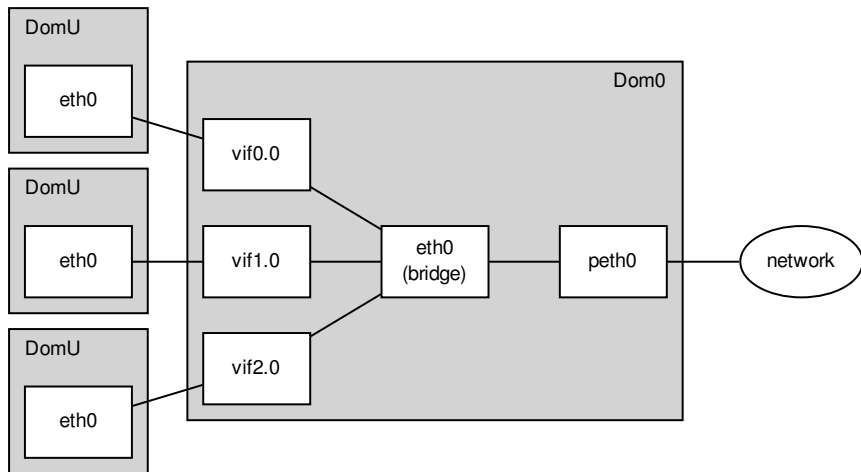 DomU
eth0
DomU
eth0
DomU
eth0
Dom0
vif0.0
vif1.0
vif2.0
eth0
(bridge)
peth0
network